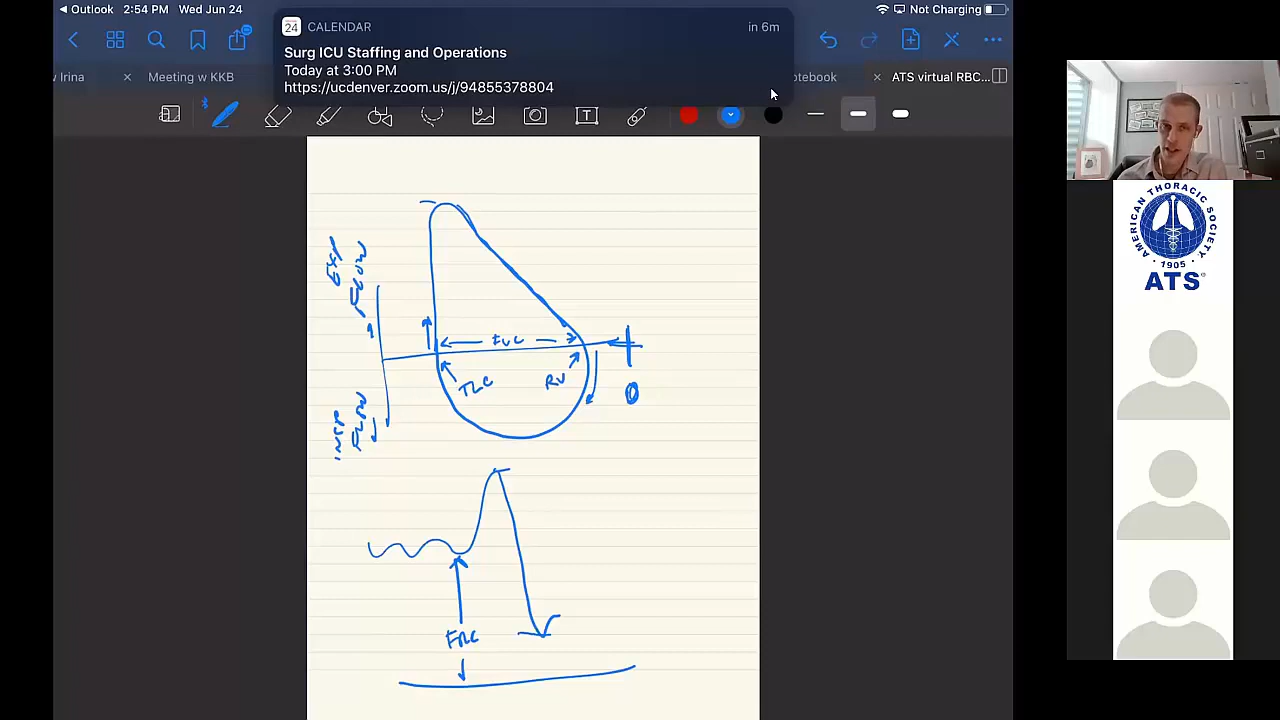 Outlook 2:54 PM Wed Jun 24
Not Charging
24 CALENDAR in 6m
Surg ICU Staffing and Operations
Today at 3:00 PM
https://ucdenver.zoom.us/j/94855378804
w Irina
Meeting w KKB
otebook
ATS virtual RBC...
T
EXP
FLOW
FVC
TLC
RV
0
INSP
FLOW
FRC
AMERICAN THORACIC SOCIETY
1905
ATS